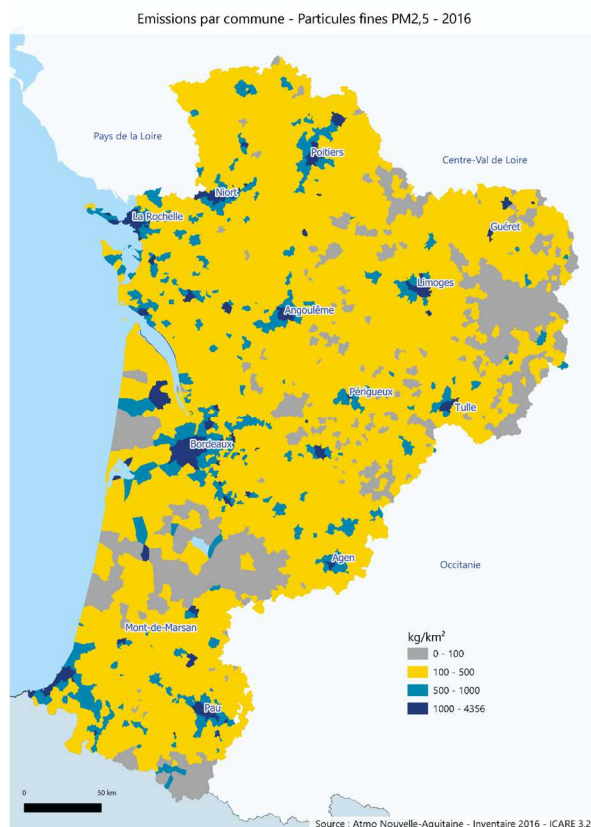 Emissions par commune - Particules fines PM2,5 - 2016
Pays de la Loire
Centre-Val de Loire
Poitiers
Niort
La Rochelle
Guéret
Limoges
Angoulême
Périgueux
Tulle
Bordeaux
Agen
Occitanie
Mont-de-Marsan
Pau
kg/km²
0 - 100
100 - 500
500 - 1000
1000 - 4356
0 50 km
Source : Atmo Nouvelle-Aquitaine - Inventaire 2016 - ICARE 3.2